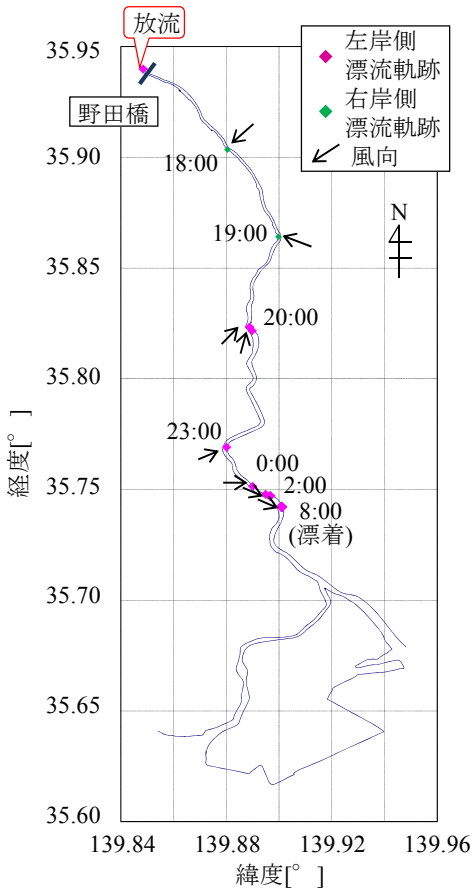 放流
野田橋
左岸側
漂流軌跡
右岸側
漂流軌跡
風向
N
18:00
19:00
20:00
23:00
0:00
2:00
8:00
(漂着)
経度[°]
35.95
35.90
35.85
35.80
35.75
35.70
35.65
35.60
139.84
139.88
139.92
139.96
緯度[°]